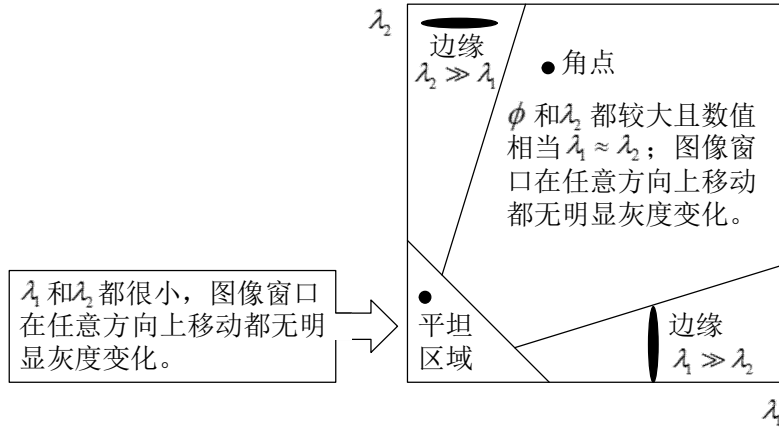 λ₂
边缘
λ₂ ≫ λ₁
角点
ϕ 和λ₂ 都较大且数值
相当 λ₁ ≈ λ₂；图像窗
口在任意方向上移动
都无明显灰度变化。
λ₁ 和λ₂ 都很小，图像窗口
在任意方向上移动都无明
显灰度变化。
平坦
区域
边缘
λ₁ ≫ λ₂
λ₁